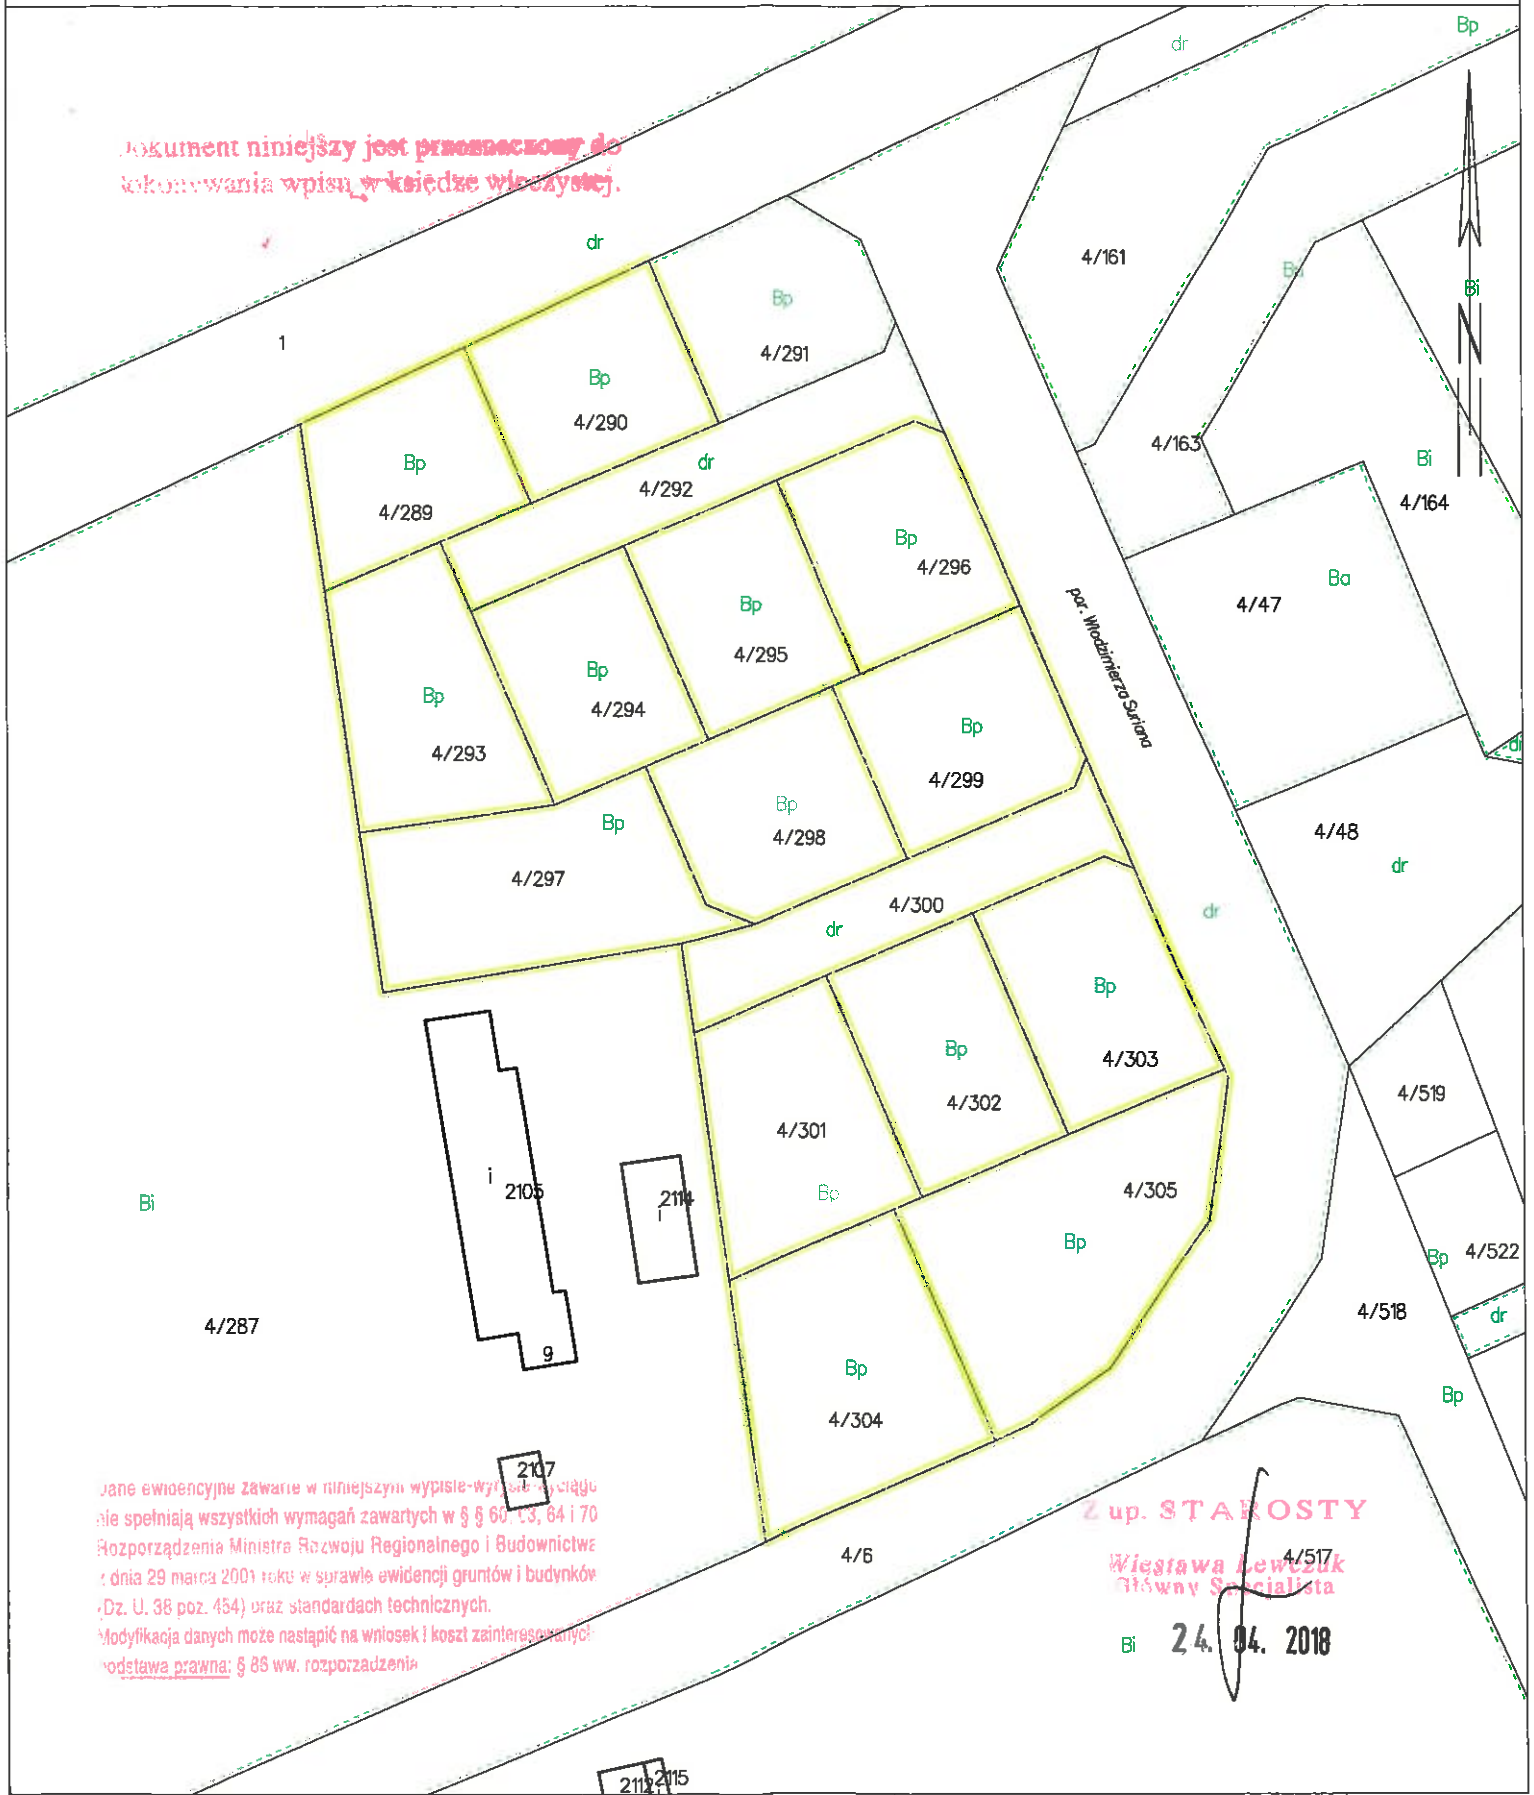 Bp
dr
Dokument niniejszy jest przeznaczony do
dokonywania wpisu w księdze wieczystej.
dr
4/161
Ba
Bi
1
Bp
4/291
Bp
4/290
4/163
Bi
4/164
Bp
4/289
dr
4/292
Bp
4/296
Ba
4/47
Bp
4/295
por. Włodzimierza Suriana
Bp
4/294
Bp
4/293
Bp
4/299
dr
Bp
4/298
Bp
4/297
4/48
dr
4/300
dr
dr
Bp
4/303
Bp
4/302
4/519
4/301
Bp
4/305
Bp
i
2105
2114
i
Bi
4/287
9
Bp
4/522
4/518
dr
Bp
Bp
4/304
2107
i
dane ewidencyjne zawarte w niniejszym wypisie-wyrysie-wyciągu
nie spełniają wszystkich wymagań zawartych w § § 60, 63, 64 i 70
Rozporządzenia Ministra Rozwoju Regionalnego i Budownictwa
z dnia 29 marca 2001 roku w sprawie ewidencji gruntów i budynków
(Dz. U. 38 poz. 454) oraz standardach technicznych.
Modyfikacja danych może nastąpić na wniosek i koszt zainteresowanych
podstawa prawna: § 86 ww. rozporządzenia
4/6
Z up. STAROSTY
4/517
Wiesława Lewczuk
Główny Specjalista
Bi
24. 04. 2018
2112
2115
N